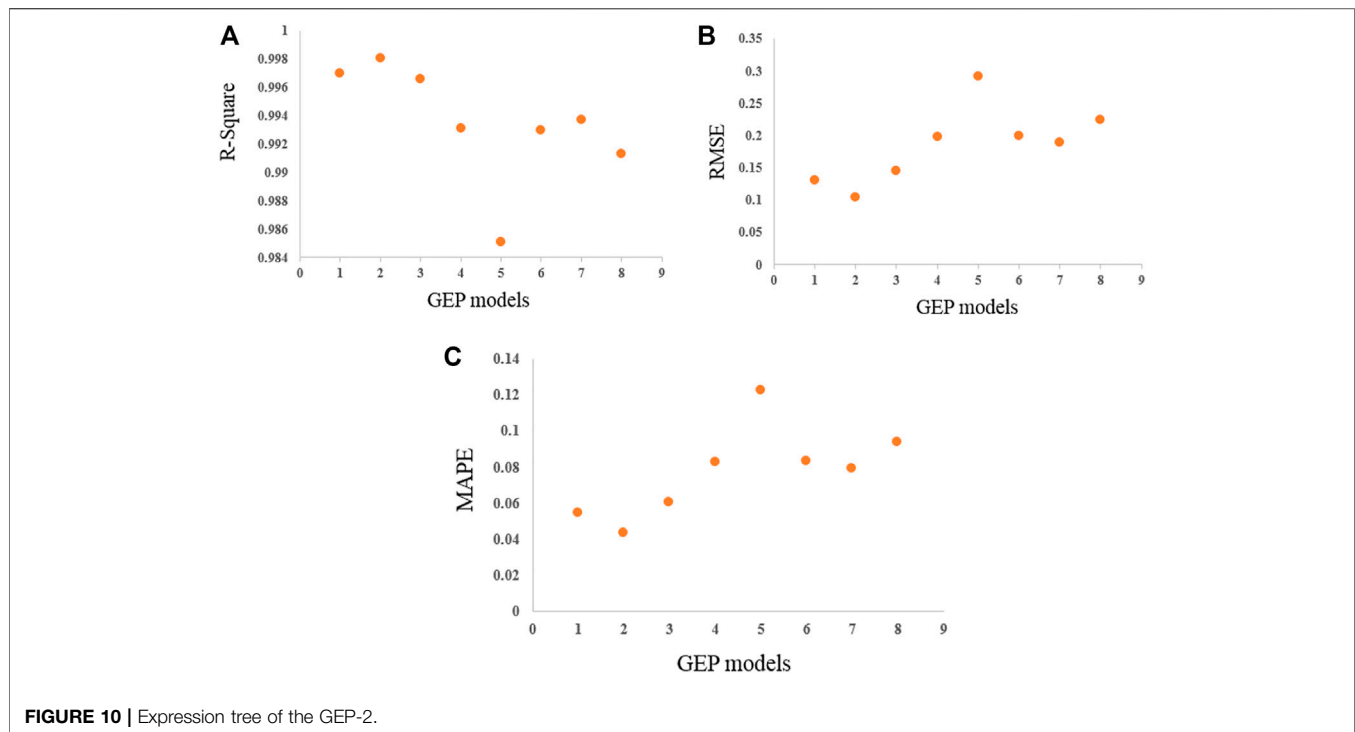 A
R-Square
1
0.998
0.996
0.994
0.992
0.99
0.988
0.986
0.984
0 1 2 3 4 5 6 7 8 9
GEP models
B
RMSE
0.35
0.3
0.25
0.2
0.15
0.1
0.05
0
0 1 2 3 4 5 6 7 8 9
GEP models
C
MAPE
0.14
0.12
0.1
0.08
0.06
0.04
0.02
0
0 1 2 3 4 5 6 7 8 9
GEP models
FIGURE 10 | Expression tree of the GEP-2.